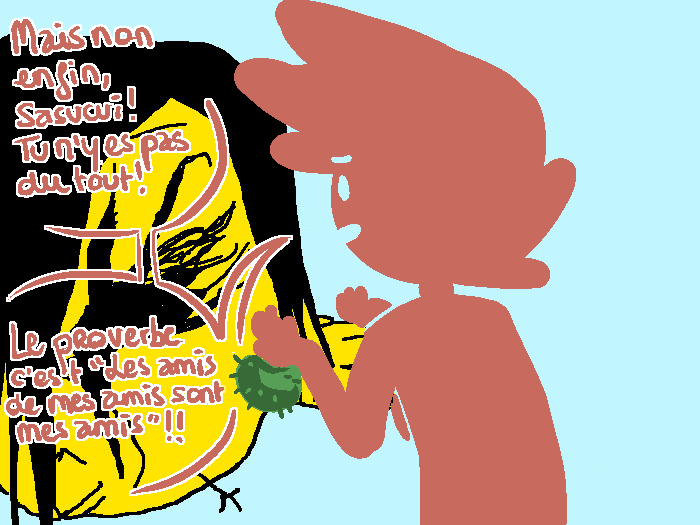 Mais non
enfin,
Sasucui!
Tu n'y es pas
du tout!
Le proverbe
c'est "Les amis
de mes amis sont
mes amis"!!